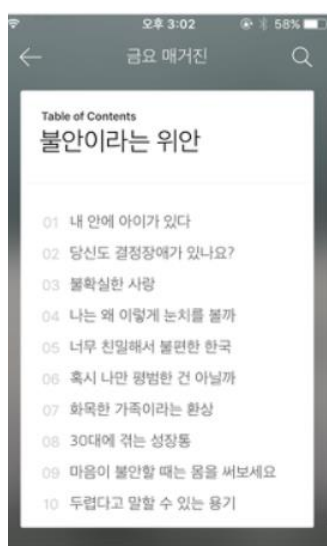 오후 3:02
58%
금요 매거진
Table of Contents
불안이라는 위안
01 내 안에 아이가 있다
02 당신도 결정장애가 있나요?
03 불확실한 사랑
04 나는 왜 이렇게 눈치를 볼까
05 너무 친밀해서 불편한 한국
06 혹시 나만 평범한 건 아닐까
07 화목한 가족이라는 환상
08 30대에 겪는 성장통
09 마음이 불안할 때는 몸을 써보세요
10 두렵다고 말할 수 있는 용기